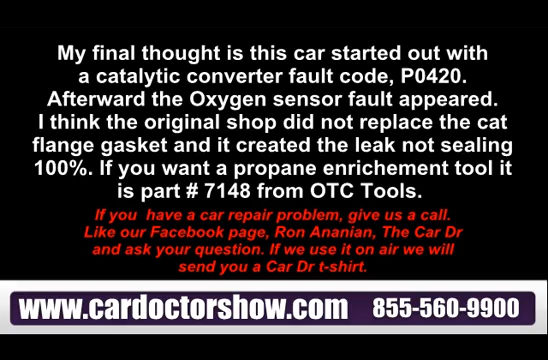 My final thought is this car started out with
a catalytic converter fault code, P0420.
Afterward the Oxygen sensor fault appeared.
I think the original shop did not replace the cat
flange gasket and it created the leak not sealing
100%. If you want a propane enrichement tool it
is part # 7148 from OTC Tools.
If you have a car repair problem, give us a call.
Like our Facebook page, Ron Ananian, The Car Dr
and ask your question. If we use it on air we will
send you a Car Dr t-shirt.
www.cardoctorshow.com 855-560-9900